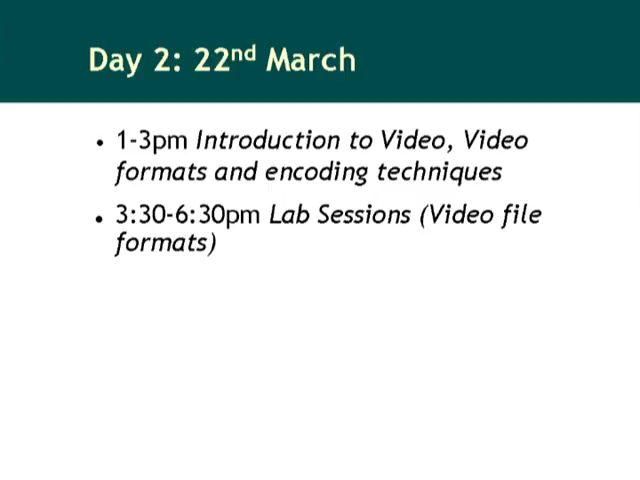 Day 2: 22nd March
• 1-3pm Introduction to Video, Video
formats and encoding techniques
• 3:30-6:30pm Lab Sessions (Video file
formats)